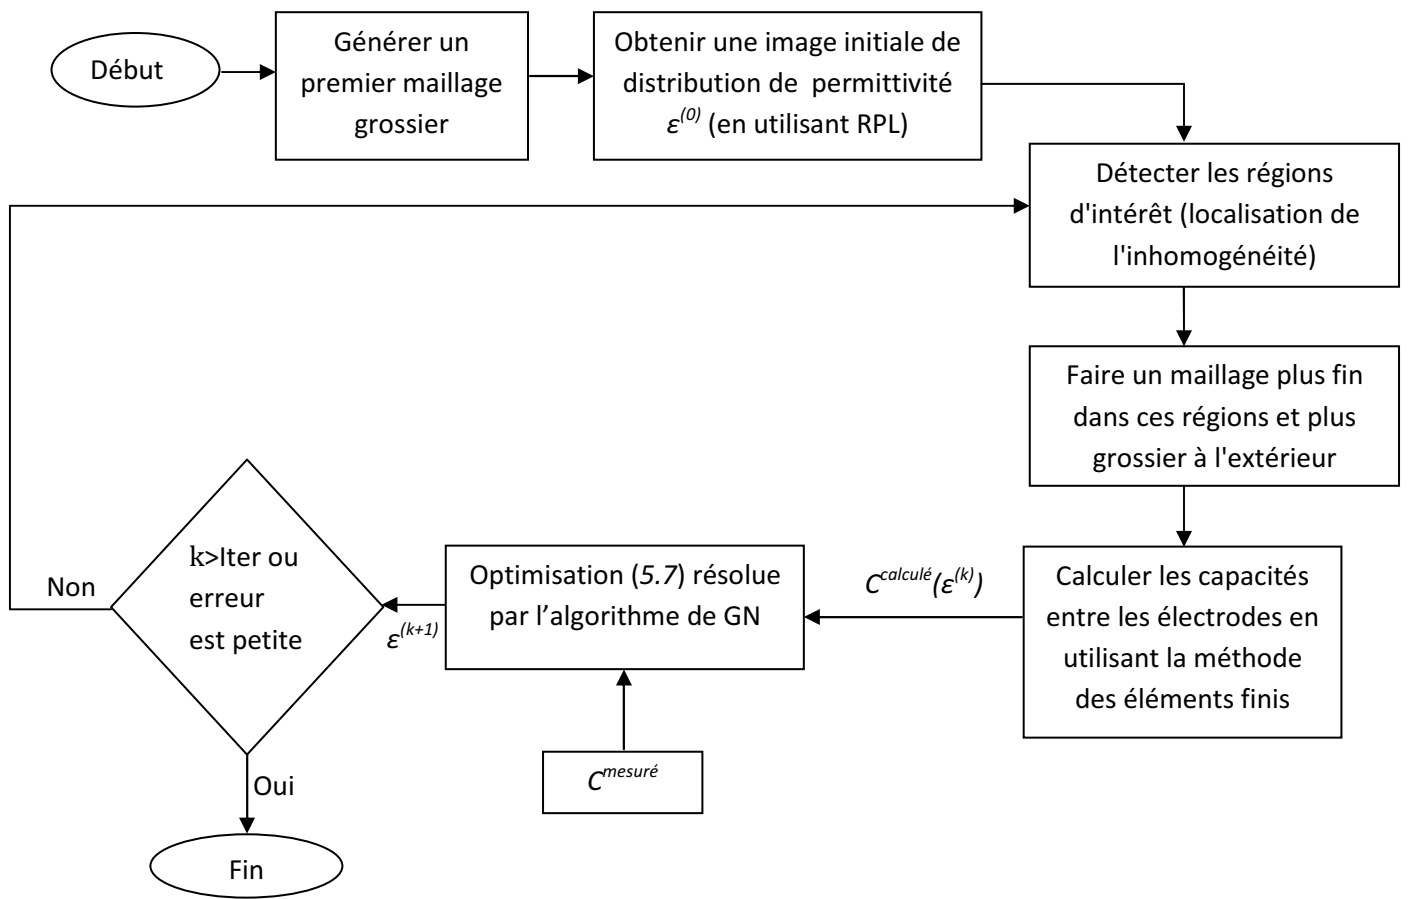 Début
Générer un
premier maillage
grossier
Obtenir une image initiale de
distribution de permittivité
ε(0) (en utilisant RPL)
Détecter les régions
d'intérêt (localisation de
l'inhomogénéité)
Faire un maillage plus fin
dans ces régions et plus
grossier à l'extérieur
Calculer les capacités
entre les électrodes en
utilisant la méthode
des éléments finis
Ccalculé(ε(k))
Optimisation (5.7) résolue
par l’algorithme de GN
Cmesuré
ε(k+1)
k>Iter ou
erreur
est petite
Non
Oui
Fin